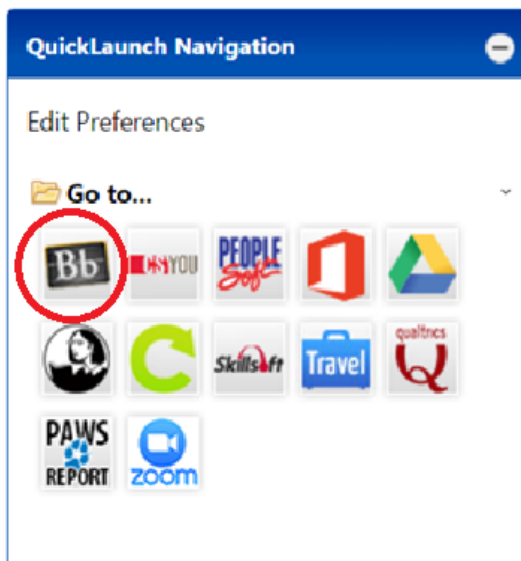 QuickLaunch Navigation
Edit Preferences
Go to...
Bb
YOU
PEOPLE
Soft
Skillsoft
Travel
qualtrics
Q
PAWS
REPORT
zoom